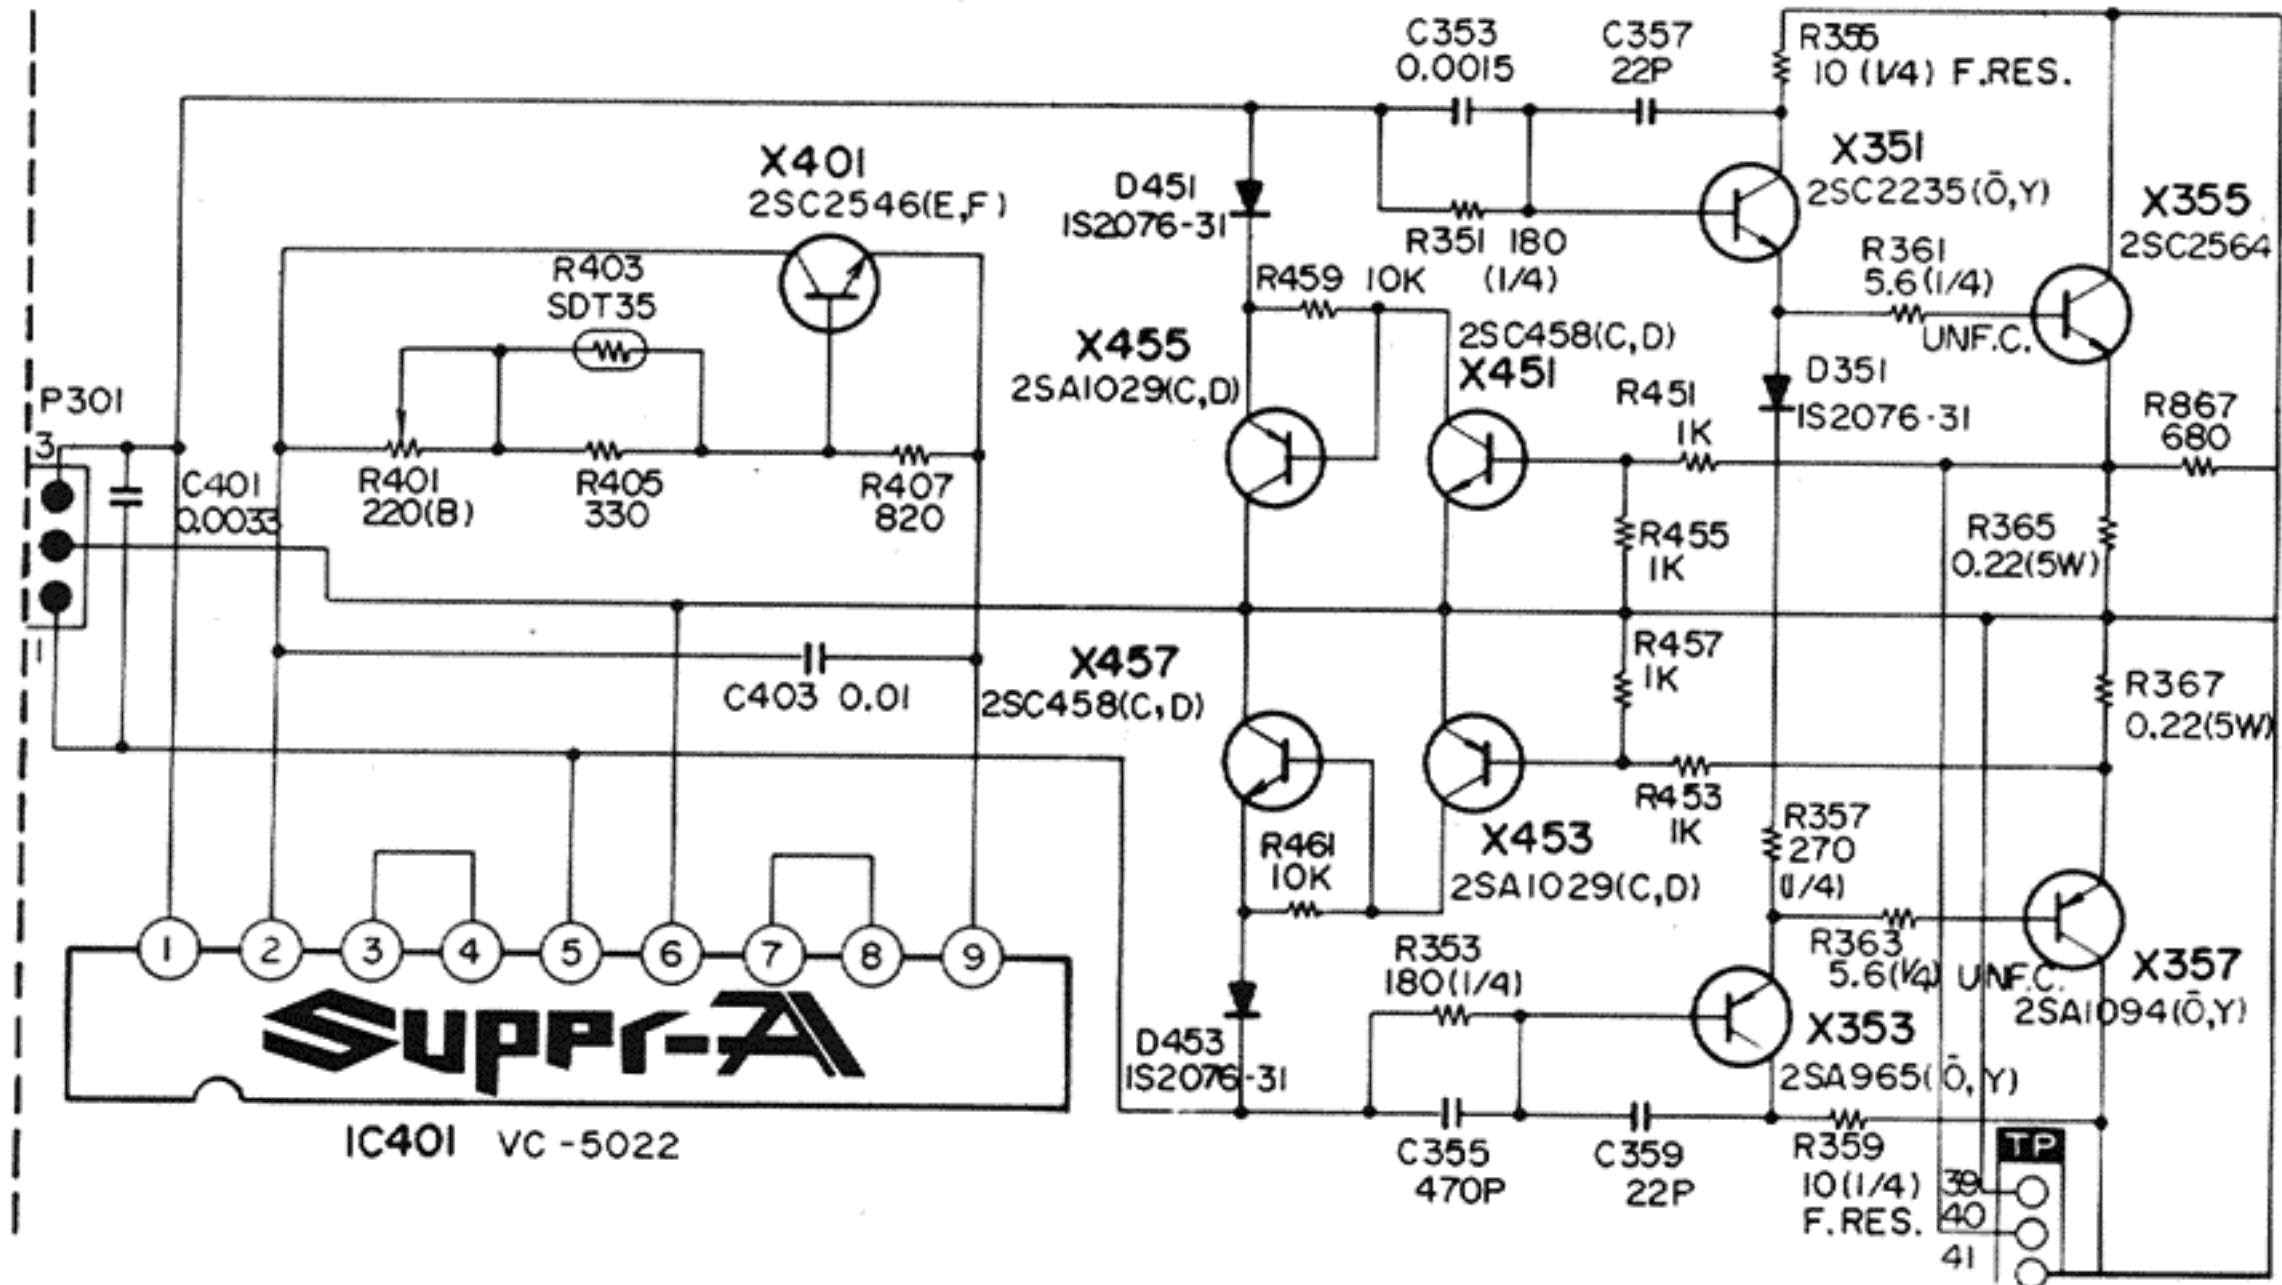 C353
0.0015
C357
22P
R355
10 (1/4) F.RES.
X401
2SC2546(E,F)
D451
1S2076-31
X351
2SC2235(Ō,Y)
X355
2SC2564
R403
SDT35
R351 180
(1/4)
R459 10K
R361
5.6(1/4)
UNF.C.
X455
2SA1029(C,D)
2SC458(C,D)
X451
D351
1S2076-31
P301
3
R451
1K
R867
680
C401
0.0033
R401
220(B)
R405
330
R407
820
R455
1K
R365
0.22(5W)
1
X457
2SC458(C,D)
C403 0.01
R457
1K
R367
0.22(5W)
R453
1K
R461
10K
X453
2SA1029(C,D)
R357
270
(1/4)
1 2 3 4 5 6 7 8 9
R353
180(1/4)
R363
5.6(1/4) UNF.C.
X357
2SA1094(Ō,Y)
Super-A
D453
1S2076-31
X353
2SA965(Ō,Y)
IC401 VC-5022
C355
470P
C359
22P
R359
10(1/4)
F.RES.
TP
39
40
41